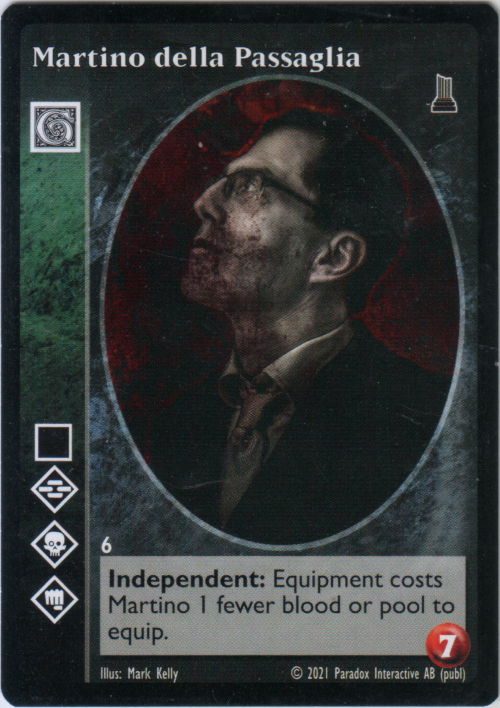 Martino della Passaglia
G
6
Independent: Equipment costs
Martino 1 fewer blood or pool to
equip.
7
Illus: Mark Kelly
© 2021 Paradox Interactive AB (publ)